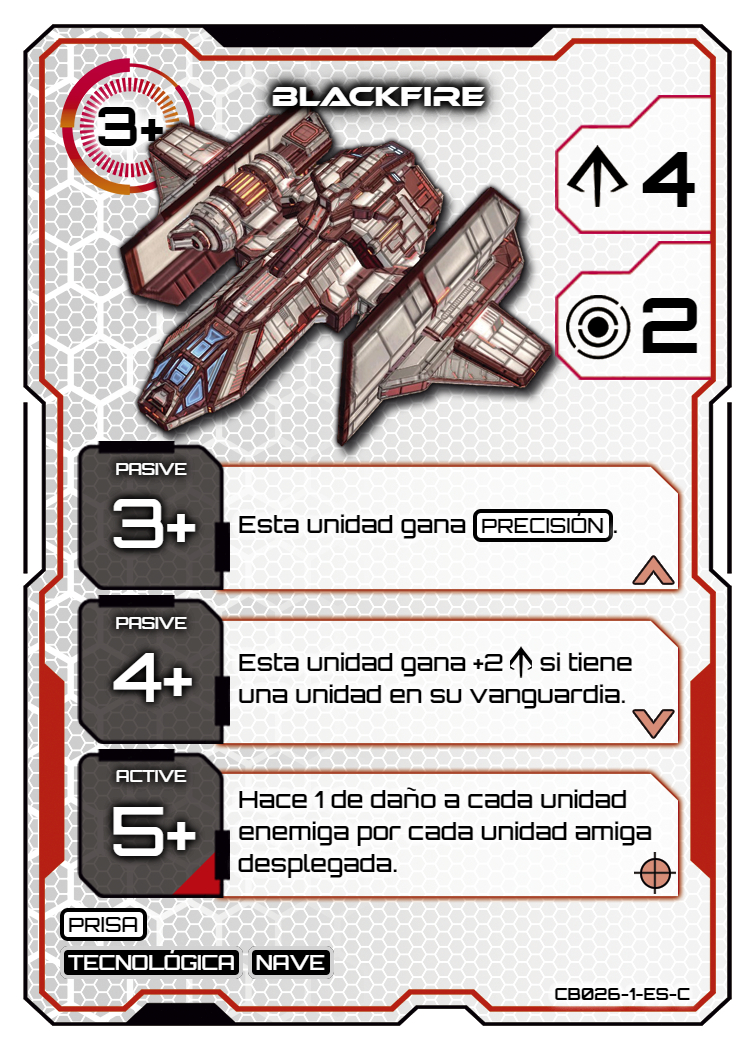 BLACKFIRE
3+
4
2
PASIVE
3+
Esta unidad gana PRECISIÓN.
PASIVE
4+
Esta unidad gana +2 si tiene
una unidad en su vanguardia.
ACTIVE
5+
Hace 1 de daño a cada unidad
enemiga por cada unidad amiga
desplegada.
PRISA
TECNOLÓGICA NAVE
CB026-1-ES-C